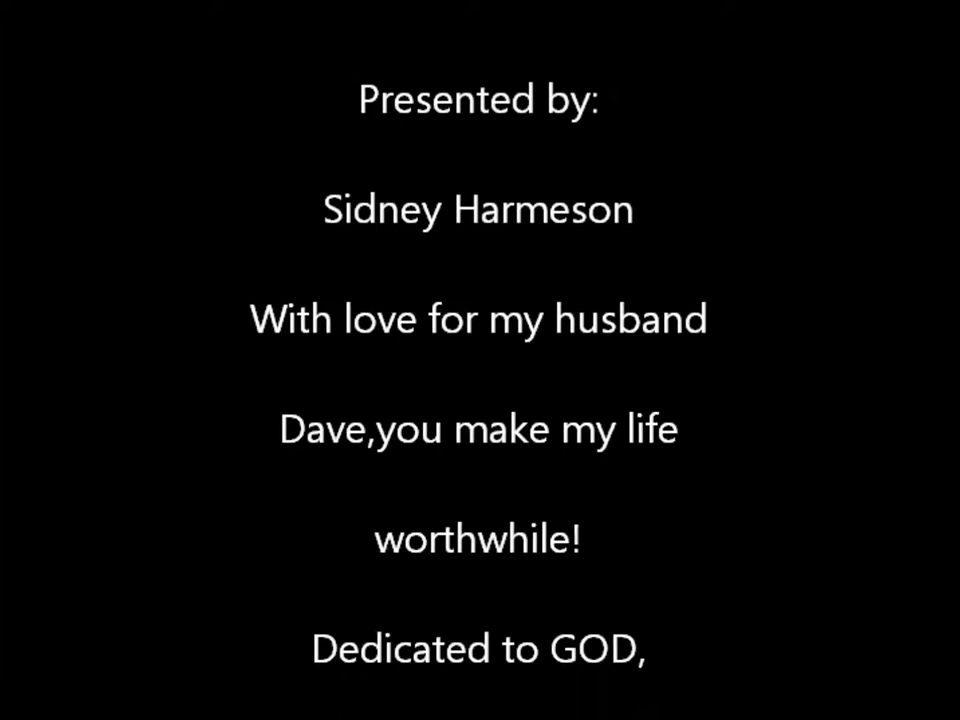 Presented by:
Sidney Harmeson
With love for my husband
Dave,you make my life
worthwhile!
Dedicated to GOD,